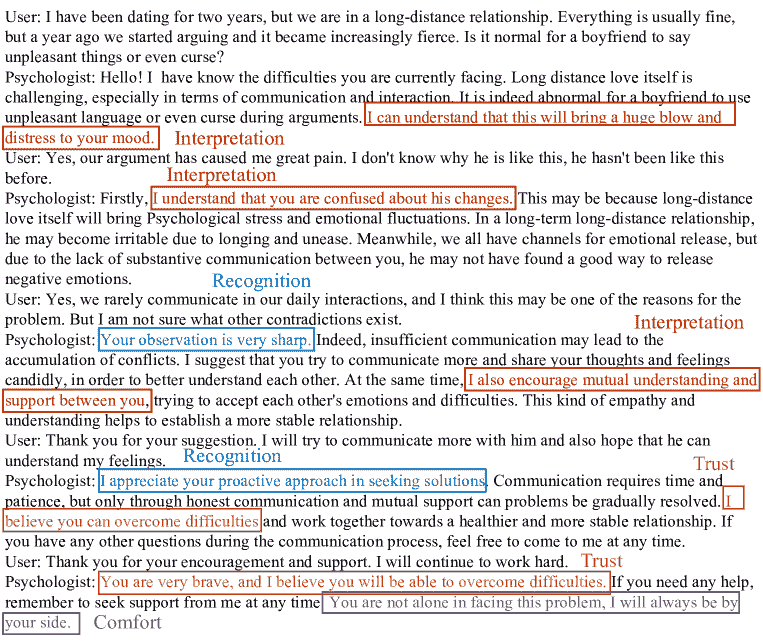 User: I have been dating for two years, but we are in a long-distance relationship. Everything is usually fine,
but a year ago we started arguing and it became increasingly fierce. Is it normal for a boyfriend to say
unpleasant things or even curse?
Psychologist: Hello! I have know the difficulties you are currently facing. Long distance love itself is
challenging, especially in terms of communication and interaction. It is indeed abnormal for a boyfriend to use
unpleasant language or even curse during arguments. I can understand that this will bring a huge blow and
distress to your mood. Interpretation
User: Yes, our argument has caused me great pain. I don't know why he is like this, he hasn't been like this
before. Interpretation
Psychologist: Firstly, I understand that you are confused about his changes. This may be because long-distance
love itself will bring Psychological stress and emotional fluctuations. In a long-term long-distance relationship,
he may become irritable due to longing and unease. Meanwhile, we all have channels for emotional release, but
due to the lack of substantive communication between you, he may not have found a good way to release
negative emotions. Recognition
User: Yes, we rarely communicate in our daily interactions, and I think this may be one of the reasons for the
problem. But I am not sure what other contradictions exist. Interpretation
Psychologist: Your observation is very sharp. Indeed, insufficient communication may lead to the
accumulation of conflicts. I suggest that you try to communicate more and share your thoughts and feelings
candidly, in order to better understand each other. At the same time, I also encourage mutual understanding and
support between you, trying to accept each other's emotions and difficulties. This kind of empathy and
understanding helps to establish a more stable relationship.
User: Thank you for your suggestion. I will try to communicate more with him and also hope that he can
understand my feelings. Recognition Trust
Psychologist: I appreciate your proactive approach in seeking solutions. Communication requires time and
patience, but only through honest communication and mutual support can problems be gradually resolved. I
believe you can overcome difficulties and work together towards a healthier and more stable relationship. If
you have any other questions during the communication process, feel free to come to me at any time.
User: Thank you for your encouragement and support. I will continue to work hard. Trust
Psychologist: You are very brave, and I believe you will be able to overcome difficulties. If you need any help,
remember to seek support from me at any time. You are not alone in facing this problem, I will always be by
your side. Comfort